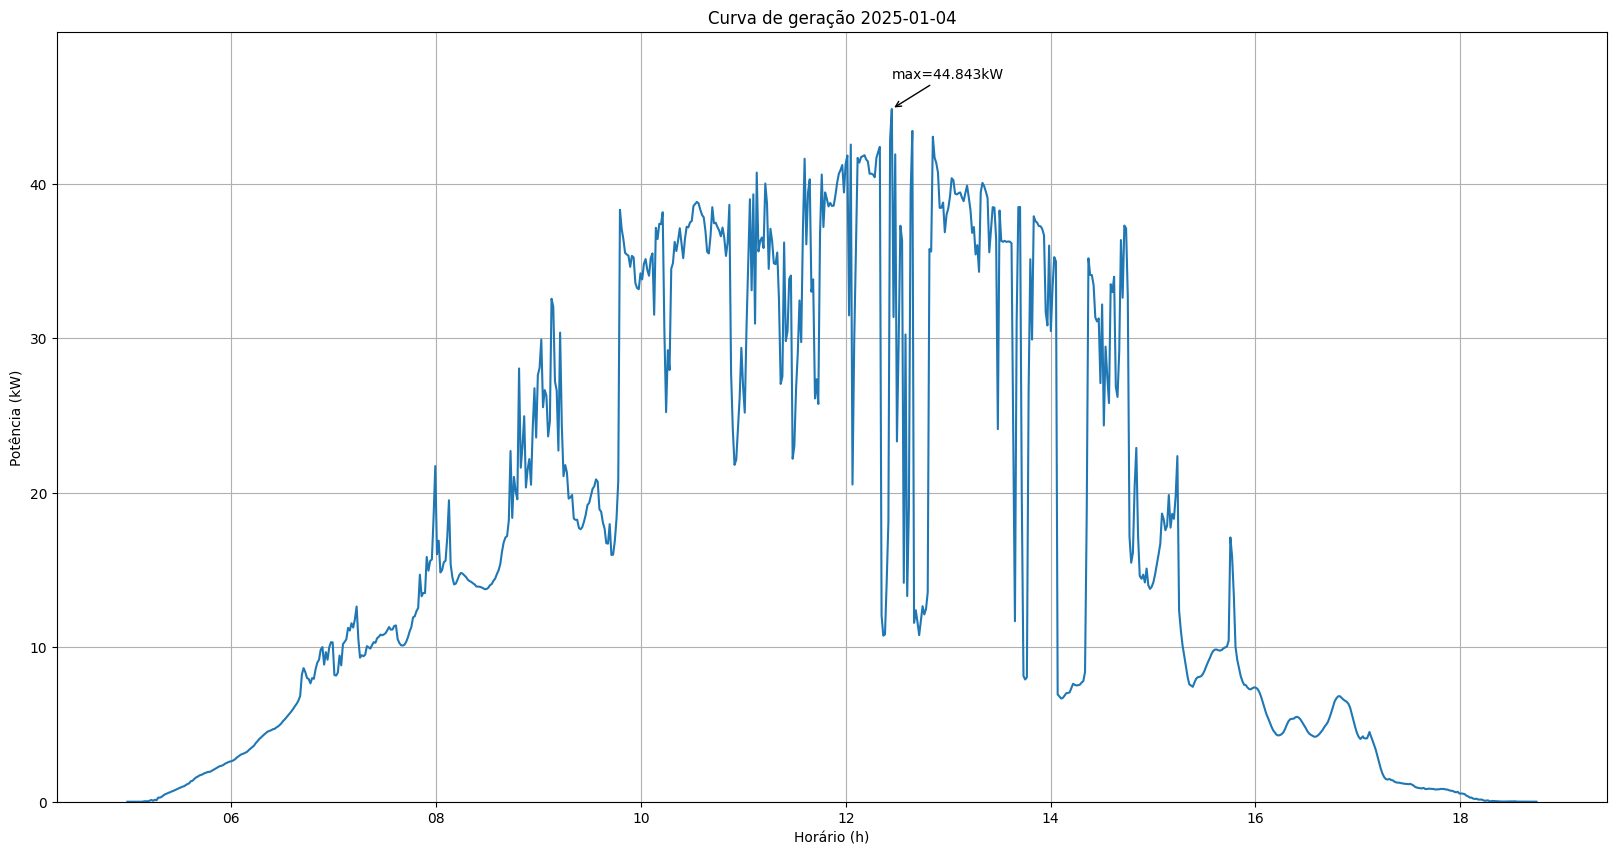 Curva de geração 2025-01-04
max=44.843kW
Potência (kW)
40
30
20
10
0
06 08 10 12 14 16 18
Horário (h)